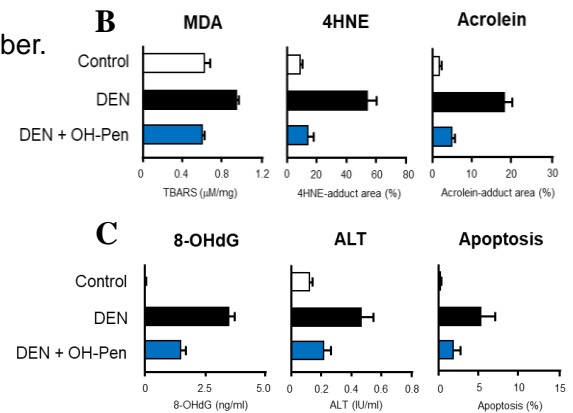 ber.
B
MDA 4HNE Acrolein
Control
DEN
DEN + OH-Pen
0 0.4 0.8 1.2 0 20 40 60 80 0 10 20 30
TBARS (μM/mg) 4HNE-adduct area (%) Acrolein-adduct area (%)
C
8-OHdG ALT Apoptosis
Control
DEN
DEN + OH-Pen
0 2.5 5.0 0 0.2 0.4 0.6 0.8 0 5 10 15
8-OHdG (ng/ml) ALT (IU/ml) Apoptosis (%)